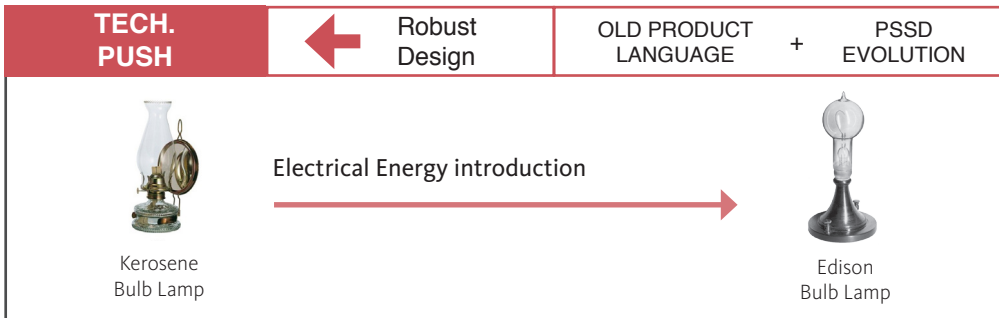 TECH.
PUSH
Robust
Design
OLD PRODUCT
LANGUAGE
+
PSSD
EVOLUTION
Electrical Energy introduction
Kerosene
Bulb Lamp
Edison
Bulb Lamp